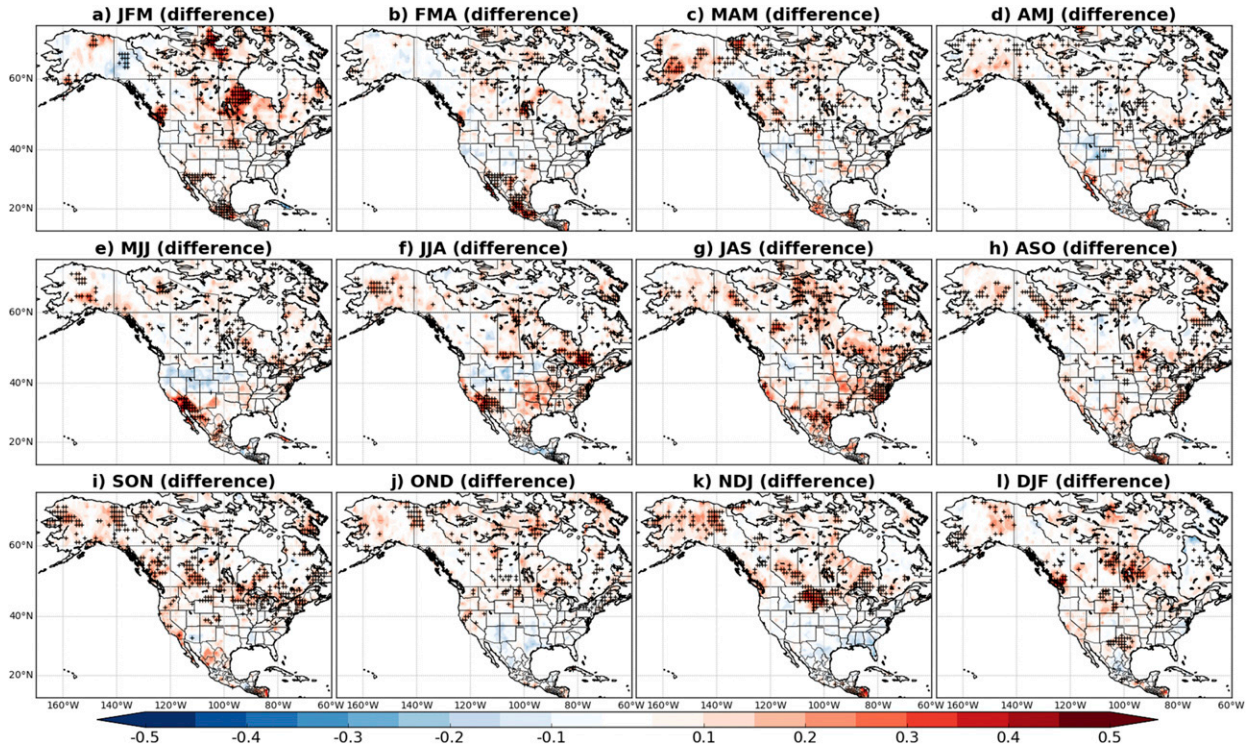 a) JFM (difference) b) FMA (difference) c) MAM (difference) d) AMJ (difference)
60°N
40°N
20°N
e) MJJ (difference) f) JJA (difference) g) JAS (difference) h) ASO (difference)
60°N
40°N
20°N
i) SON (difference) j) OND (difference) k) NDJ (difference) l) DJF (difference)
60°N
40°N
20°N
160°W 140°W 120°W 100°W 80°W 60°W 160°W 140°W 120°W 100°W 80°W 60°W 160°W 140°W 120°W 100°W 80°W 60°W 160°W 140°W 120°W 100°W 80°W 60°W
-0.5 -0.4 -0.3 -0.2 -0.1 0.1 0.2 0.3 0.4 0.5